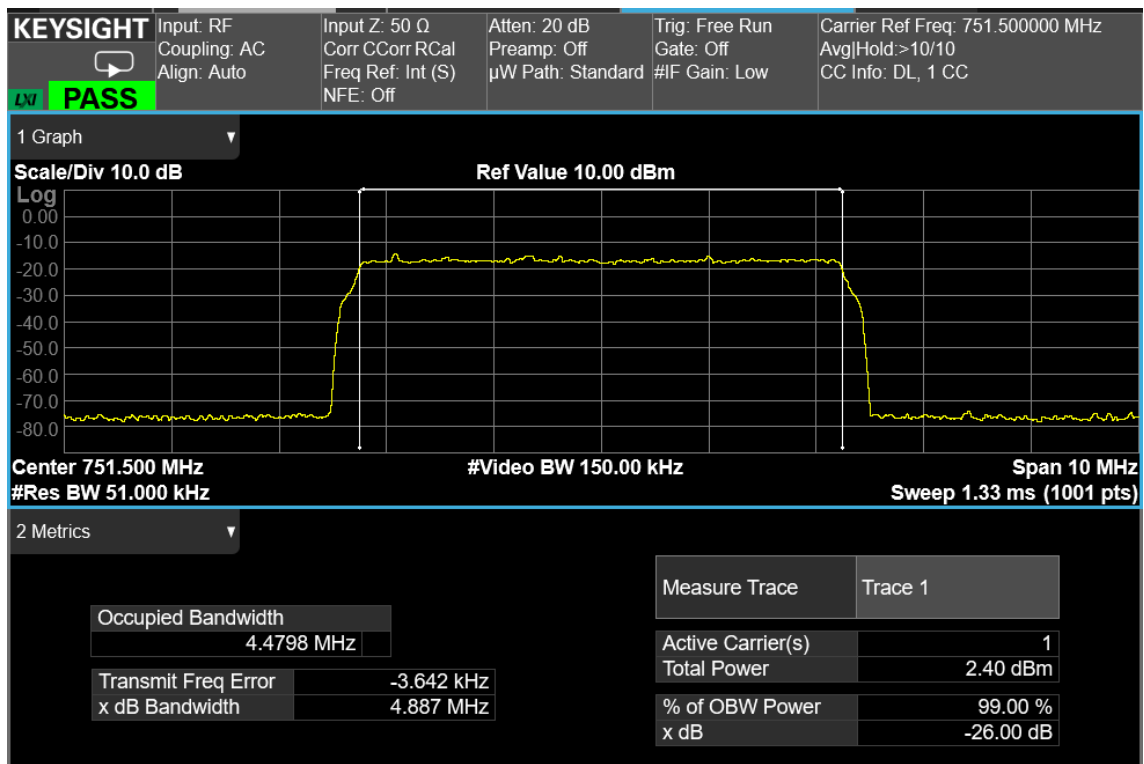 KEYSIGHT
LXI
PASS
Input: RF
Coupling: AC
Align: Auto
Input Z: 50 Ω
Corr CCorr RCal
Freq Ref: Int (S)
NFE: Off
Atten: 20 dB
Preamp: Off
µW Path: Standard
Trig: Free Run
Gate: Off
#IF Gain: Low
Carrier Ref Freq: 751.500000 MHz
Avg|Hold:>10/10
CC Info: DL, 1 CC
1 Graph
Scale/Div 10.0 dB
Ref Value 10.00 dBm
Log
0.00
-10.0
-20.0
-30.0
-40.0
-50.0
-60.0
-70.0
-80.0
Center 751.500 MHz
#Video BW 150.00 kHz
Span 10 MHz
#Res BW 51.000 kHz
Sweep 1.33 ms (1001 pts)
2 Metrics
Occupied Bandwidth
4.4798 MHz
Transmit Freq Error -3.642 kHz
x dB Bandwidth 4.887 MHz
Measure Trace Trace 1
Active Carrier(s) 1
Total Power 2.40 dBm
% of OBW Power 99.00 %
x dB -26.00 dB